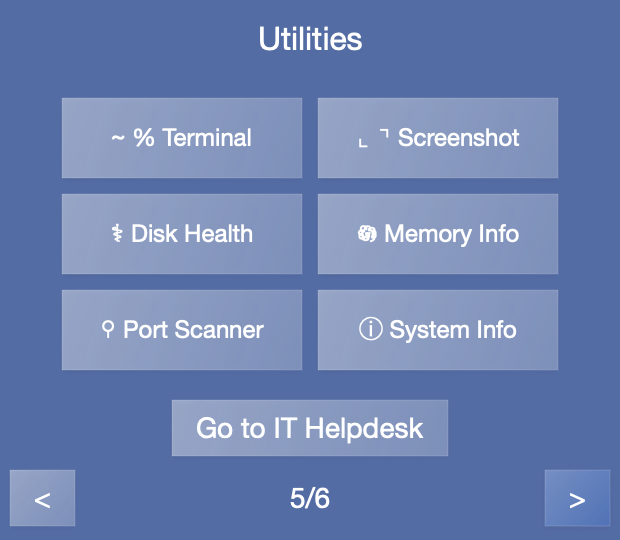 Utilities
~ % Terminal
⌞ ⌝ Screenshot
⚕ Disk Health
֍ Memory Info
⚲ Port Scanner
ⓘ System Info
Go to IT Helpdesk
< 5/6 >